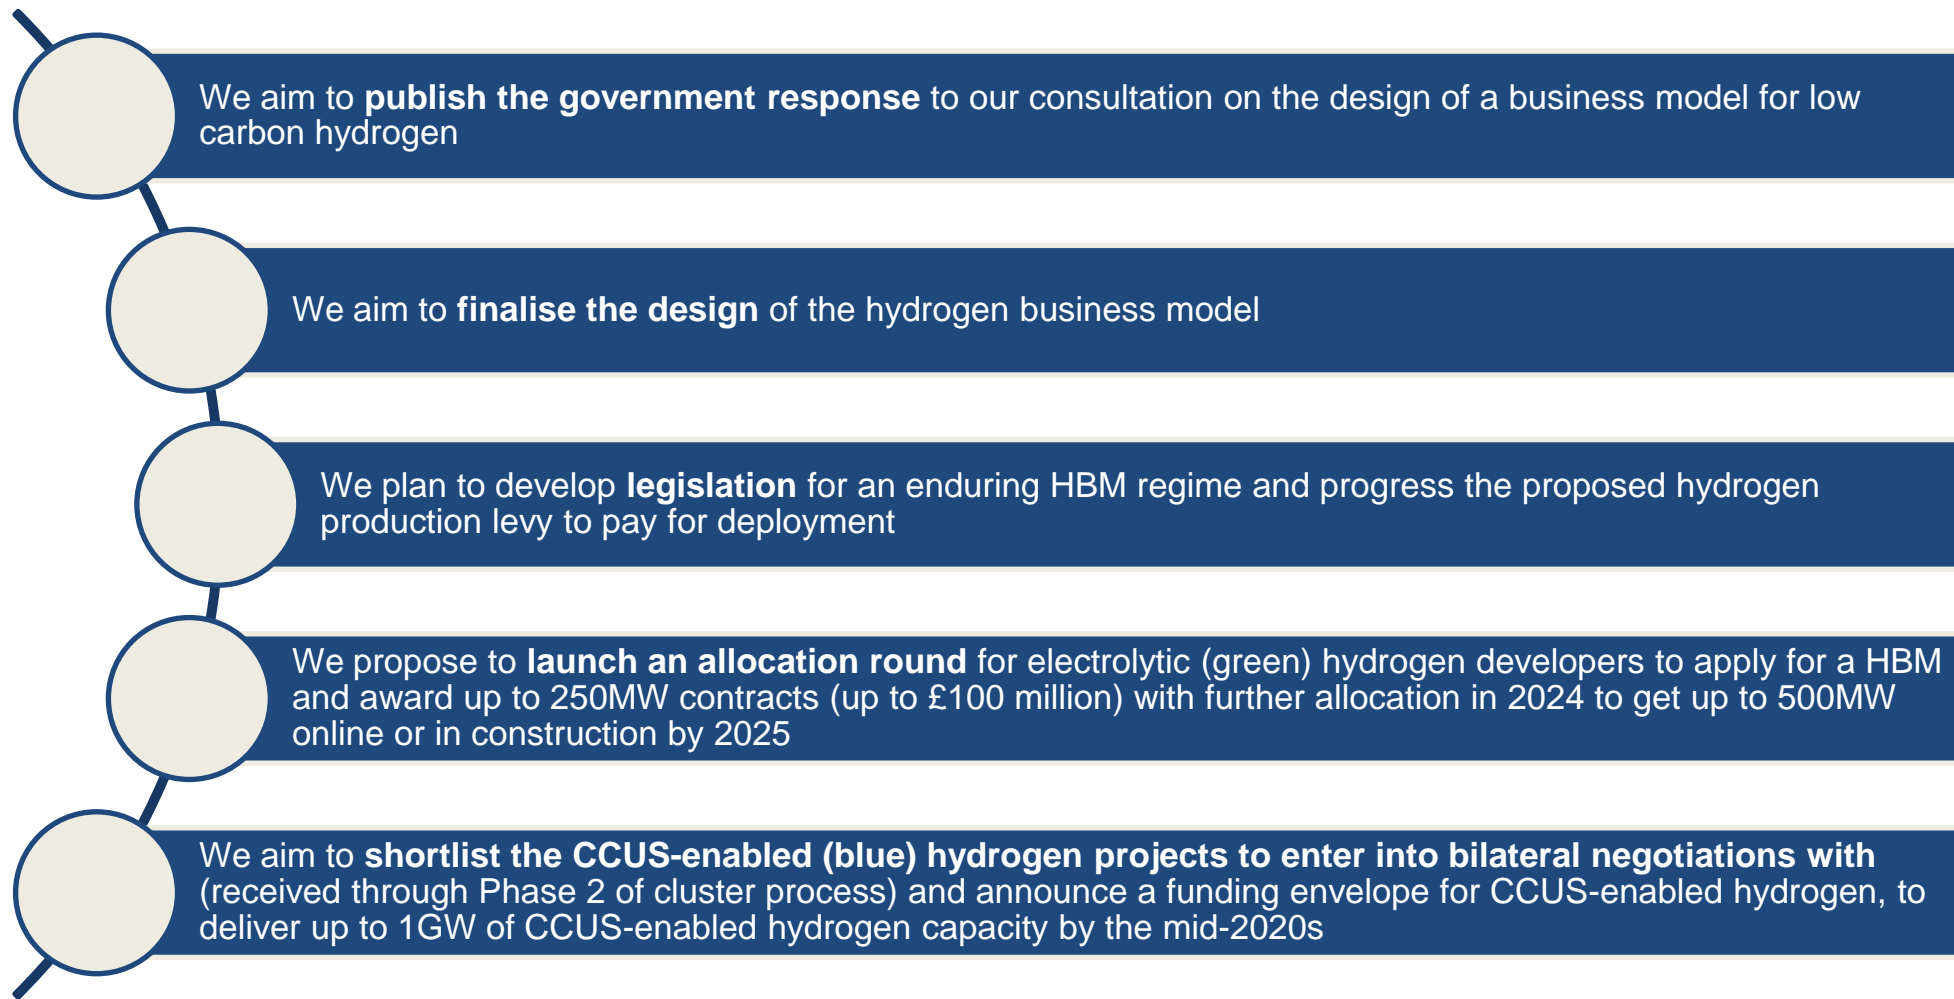 We aim to publish the government response to our consultation on the design of a business model for low
carbon hydrogen
We aim to finalise the design of the hydrogen business model
We plan to develop legislation for an enduring HBM regime and progress the proposed hydrogen
production levy to pay for deployment
We propose to launch an allocation round for electrolytic (green) hydrogen developers to apply for a HBM
and award up to 250MW contracts (up to £100 million) with further allocation in 2024 to get up to 500MW
online or in construction by 2025
We aim to shortlist the CCUS-enabled (blue) hydrogen projects to enter into bilateral negotiations with
(received through Phase 2 of cluster process) and announce a funding envelope for CCUS-enabled hydrogen, to
deliver up to 1GW of CCUS-enabled hydrogen capacity by the mid-2020s